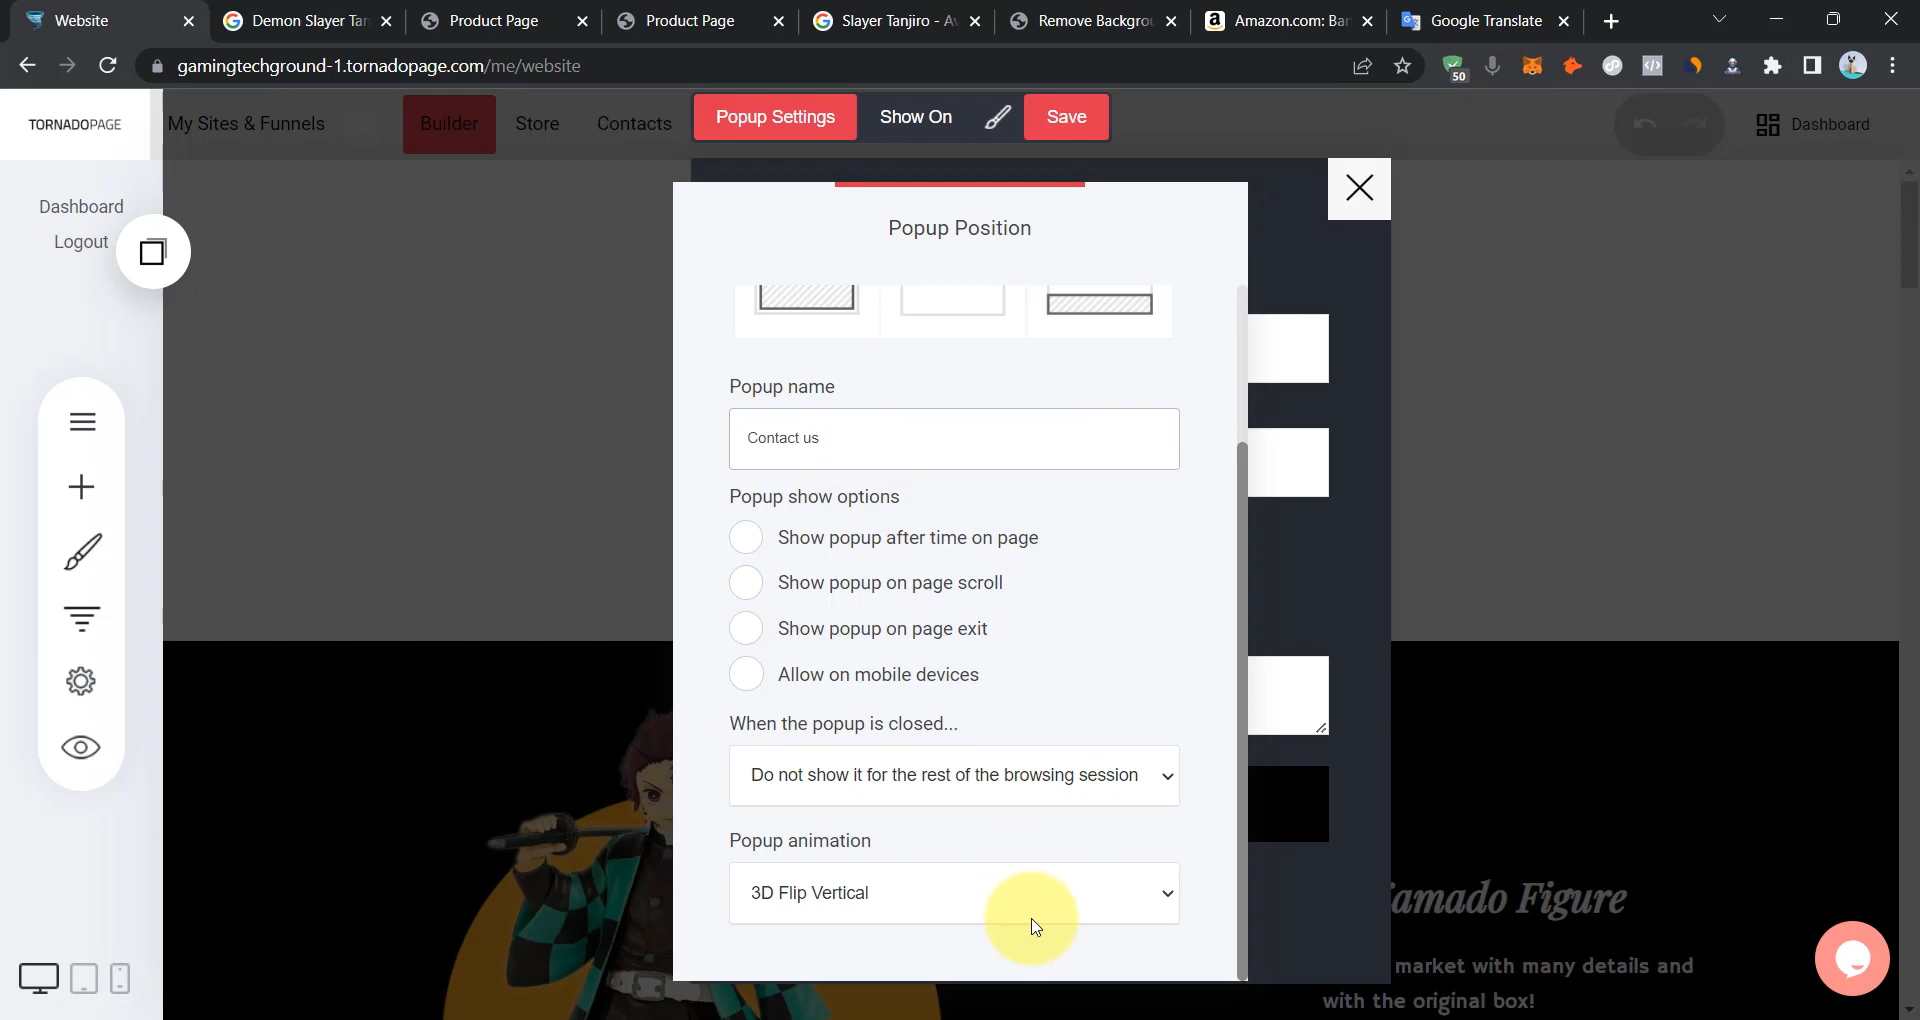 Website
Demon Slayer Tan
Product Page
Product Page
Slayer Tanjiro - A
Remove Backgrou
Amazon.com: Ban
Google Translate
gamingtechground-1.tornadopage.com/me/website
50
TORNADOPAGE
My Sites & Funnels
Builder
Store
Contacts
Popup Settings
Show On
Save
Dashboard
Dashboard
Logout
Popup Position
Popup name
Contact us
Popup show options
Show popup after time on page
Show popup on page scroll
Show popup on page exit
Allow on mobile devices
When the popup is closed...
Do not show it for the rest of the browsing session
Popup animation
3D Flip Vertical
amado Figure
market with many details and
with the original box!